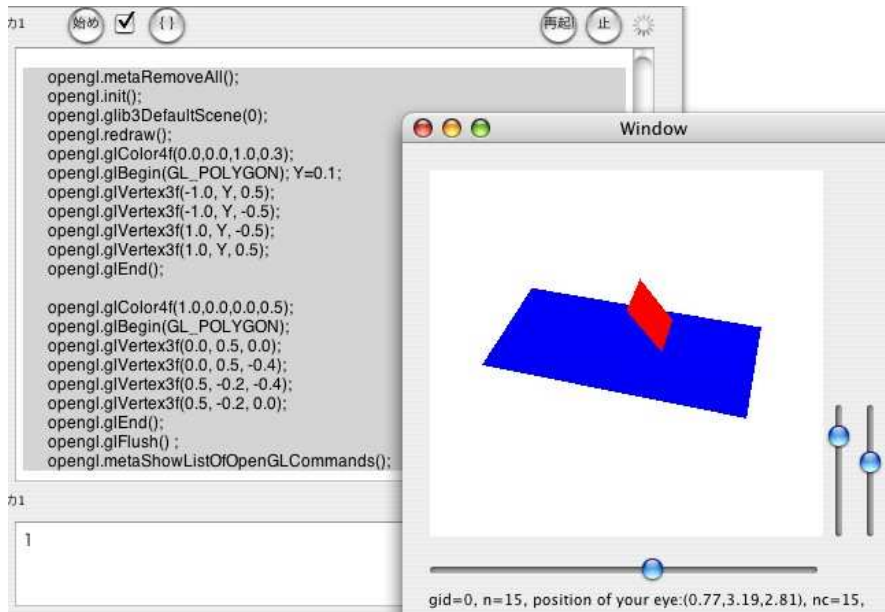 力1 始め { } 再起 止
opengl.metaRemoveAll();
opengl.init();
opengl.glib3DefaultScene(0);
opengl.redraw();
opengl.glColor4f(0.0,0.0,1.0,0.3);
opengl.glBegin(GL_POLYGON); Y=0.1;
opengl.glVertex3f(-1.0, Y, 0.5);
opengl.glVertex3f(-1.0, Y, -0.5);
opengl.glVertex3f(1.0, Y, -0.5);
opengl.glVertex3f(1.0, Y, 0.5);
opengl.glEnd();
opengl.glColor4f(1.0,0.0,0.0,0.5);
opengl.glBegin(GL_POLYGON);
opengl.glVertex3f(0.0, 0.5, 0.0);
opengl.glVertex3f(0.0, 0.5, -0.4);
opengl.glVertex3f(0.5, -0.2, -0.4);
opengl.glVertex3f(0.5, -0.2, 0.0);
opengl.glEnd();
opengl.glFlush() ;
opengl.metaShowListOfOpenGLCommands();
力1
1
Window
gid=0, n=15, position of your eye:(0.77,3.19,2.81), nc=15,